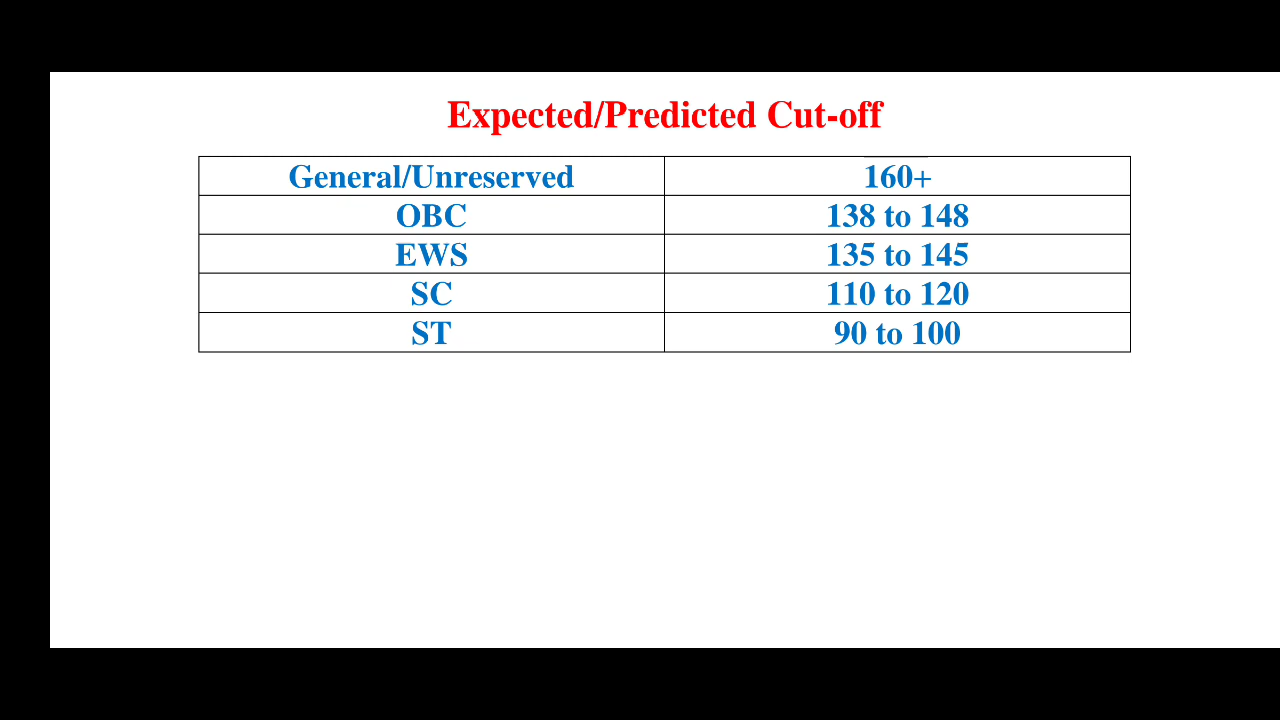 Expected/Predicted Cut-off
General/Unreserved 160+
OBC 138 to 148
EWS 135 to 145
SC 110 to 120
ST 90 to 100